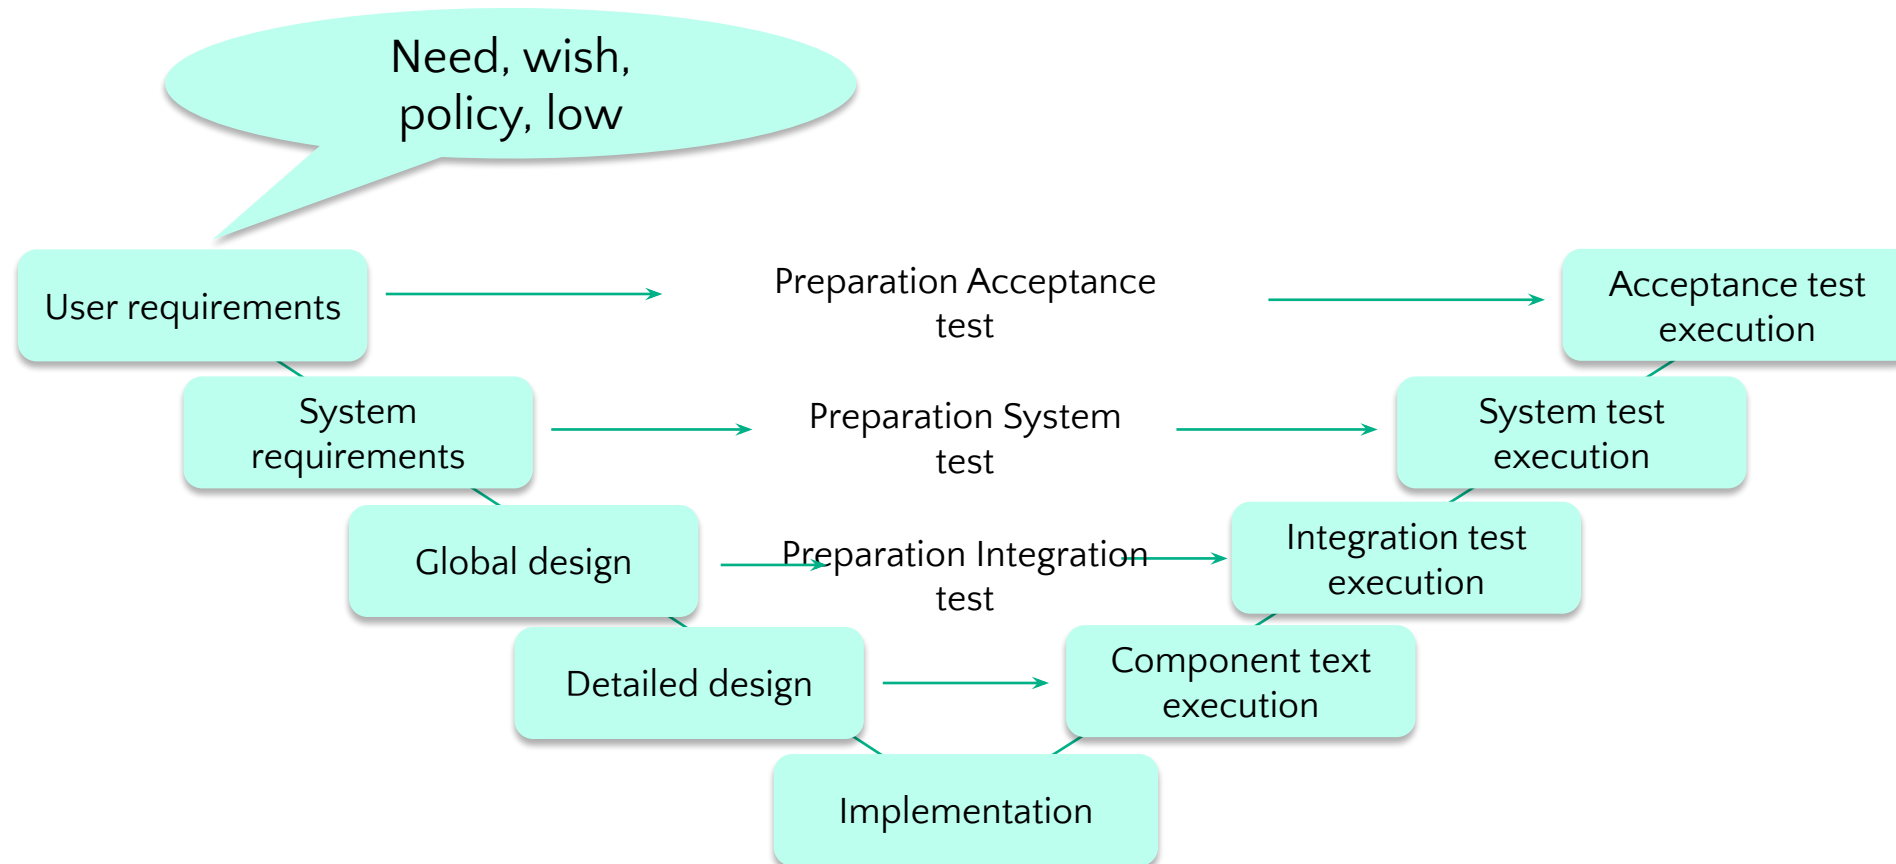 Need, wish,
policy, low
User requirements
Preparation Acceptance
test
Acceptance test
execution
System
requirements
Preparation System
test
System test
execution
Global design
Preparation Integration
test
Integration test
execution
Detailed design
Component text
execution
Implementation